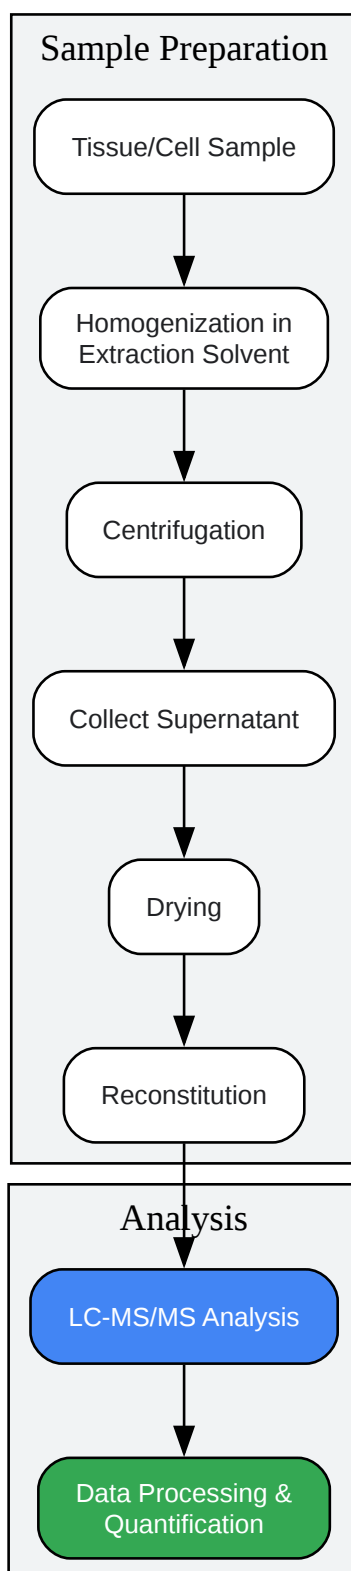 Sample Preparation
Tissue/Cell Sample
Homogenization in
Extraction Solvent
Centrifugation
Collect Supernatant
Drying
Reconstitution
Analysis
LC-MS/MS Analysis
Data Processing &
Quantification